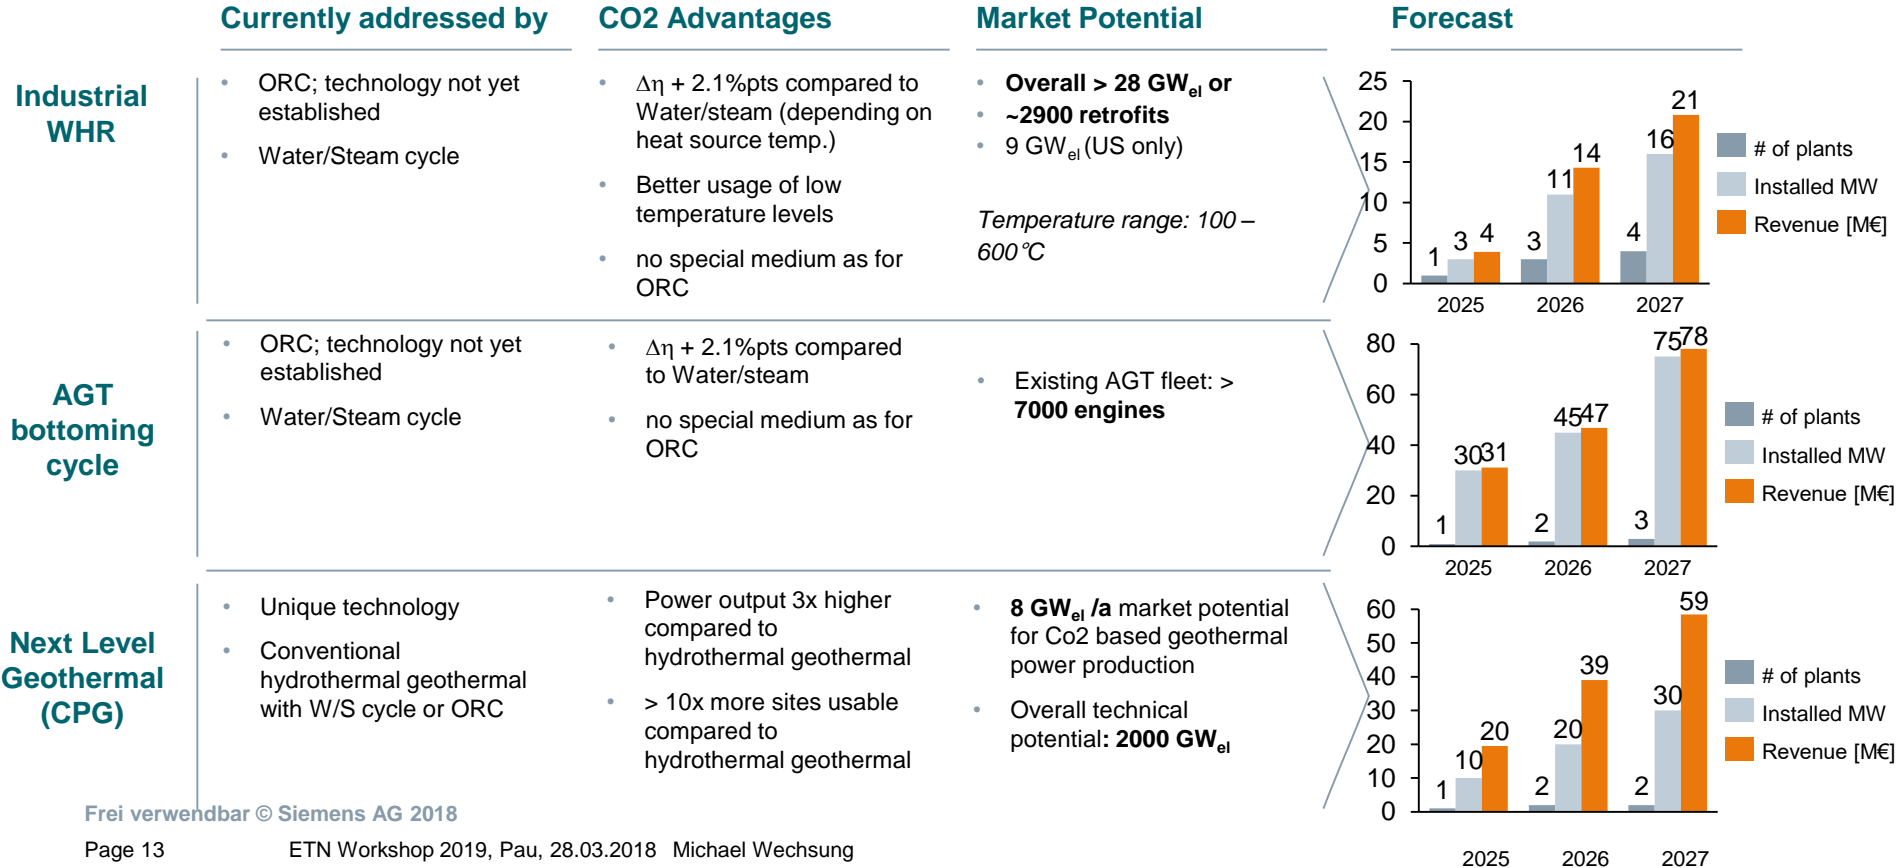 Currently addressed by
CO2 Advantages
Market Potential
Forecast
Industrial
WHR
• ORC; technology not yet
established
• Water/Steam cycle
• Δη + 2.1%pts compared to
Water/steam (depending on
heat source temp.)
• Better usage of low
temperature levels
• no special medium as for
ORC
• Overall > 28 GWel or
• ~2900 retrofits
• 9 GWel (US only)
Temperature range: 100 –
600°C
25
20
15
10
5
0
1 3 4
3 11 14
4 16 21
2025 2026 2027
# of plants
Installed MW
Revenue [M€]
AGT
bottoming
cycle
• ORC; technology not yet
established
• Water/Steam cycle
• Δη + 2.1%pts compared
to Water/steam
• no special medium as for
ORC
• Existing AGT fleet: >
7000 engines
80
60
40
20
0
1 30 31
2 45 47
3 75 78
2025 2026 2027
# of plants
Installed MW
Revenue [M€]
Next Level
Geothermal
(CPG)
• Unique technology
• Conventional
hydrothermal geothermal
with W/S cycle or ORC
• Power output 3x higher
compared to
hydrothermal geothermal
• > 10x more sites usable
compared to
hydrothermal geothermal
• 8 GWel /a market potential
for Co2 based geothermal
power production
• Overall technical
potential: 2000 GWel
60
50
40
30
20
10
0
1 10 20
2 20 39
2 30 59
2025 2026 2027
# of plants
Installed MW
Revenue [M€]
Frei verwendbar © Siemens AG 2018
Page 13 ETN Workshop 2019, Pau, 28.03.2018 Michael Wechsung